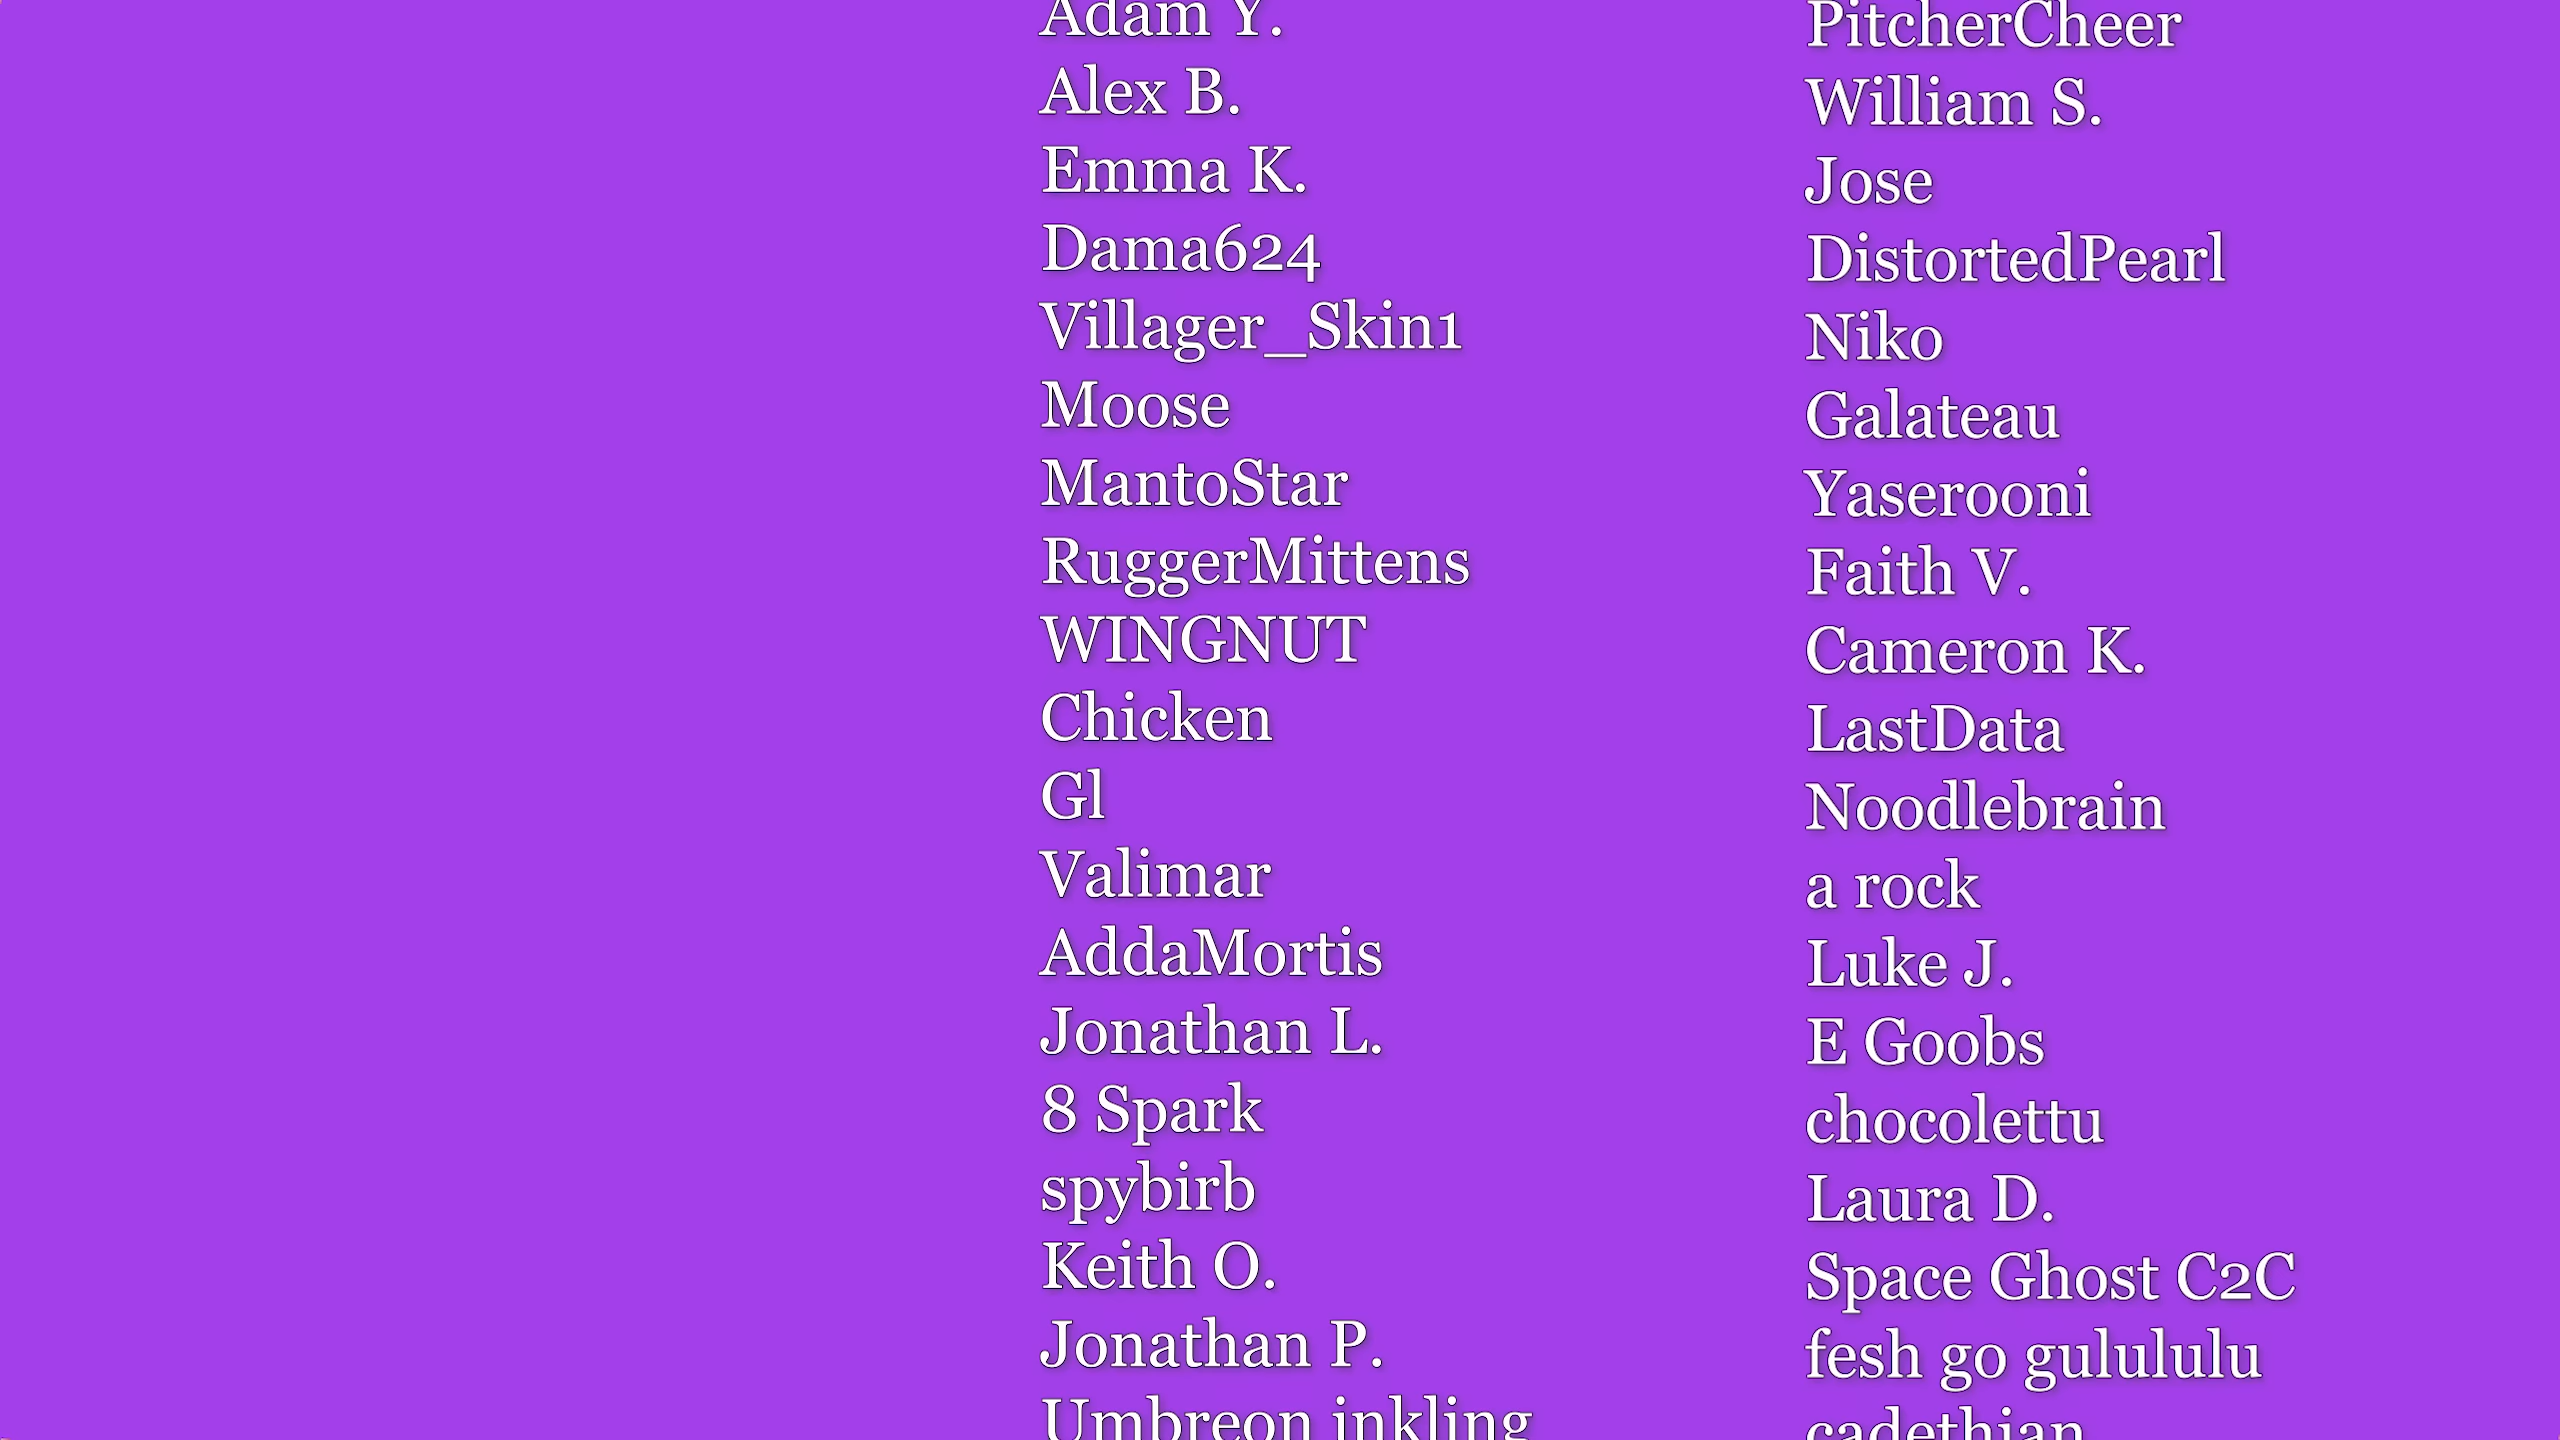 Adam Y.
Alex B.
Emma K.
Dama624
Villager_Skin1
Moose
MantoStar
RuggerMittens
WINGNUT
Chicken
Gl
Valimar
AddaMortis
Jonathan L.
8 Spark
spybirb
Keith O.
Jonathan P.
Umbreon inkling
PitcherCheer
William S.
Jose
DistortedPearl
Niko
Galateau
Yaserooni
Faith V.
Cameron K.
LastData
Noodlebrain
a rock
Luke J.
E Goobs
chocolettu
Laura D.
Space Ghost C2C
fesh go gulululu
cadethian